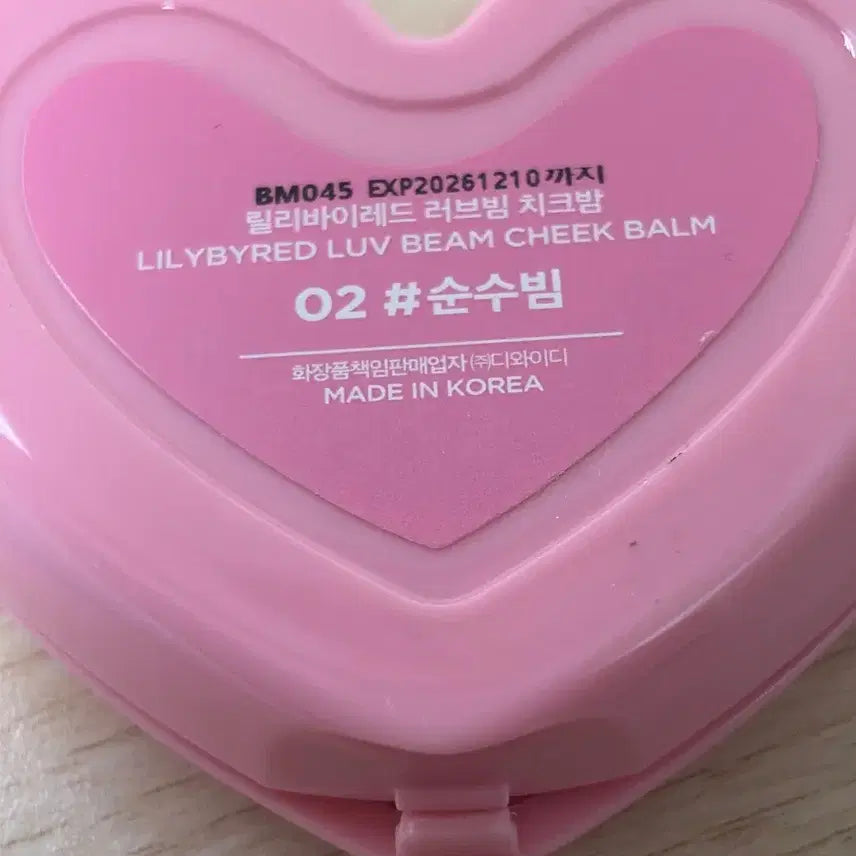 BM045 EXP20261210까지
릴리바이레드 러브빔 치크밤
LILYBYRED LUV BEAM CHEEK BALM
02 #순수빔
화장품책임판매업자 (주)디와이디
MADE IN KOREA